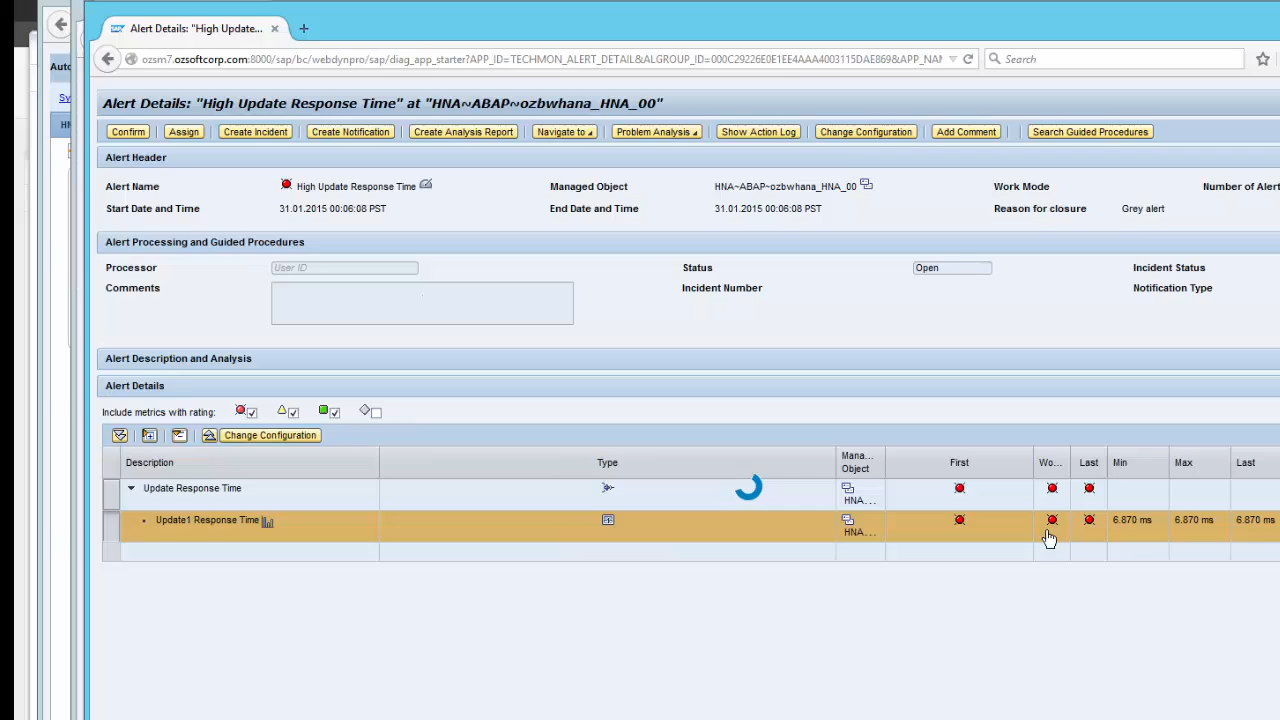 Alert Details: "High Update...
ozsm7.ozsoftcorp.com:8000/sap/bc/webdynpro/sap/diag_app_starter?APP_ID=TECHMON_ALERT_DETAIL&ALGROUP_ID=000C29226E0E1EE4AAA4003115DAE869&APP_NAM
Search
Alert Details: "High Update Response Time" at "HNA~ABAP~ozbwhana_HNA_00"
Confirm Assign Create Incident Create Notification Create Analysis Report Navigate to Problem Analysis Show Action Log Change Configuration Add Comment Search Guided Procedures
Alert Header
Alert Name High Update Response Time Managed Object HNA~ABAP~ozbwhana_HNA_00 Work Mode Number of Alert
Start Date and Time 31.01.2015 00:06:08 PST End Date and Time 31.01.2015 00:06:08 PST Reason for closure Grey alert
Alert Processing and Guided Procedures
Processor User ID Status Open Incident Status
Comments Incident Number Notification Type
Alert Description and Analysis
Alert Details
Include metrics with rating:
Change Configuration
Description Type Mana... Object First Wo... Last Min Max Last
Update Response Time HNA...
Update1 Response Time HNA... 6.870 ms 6.870 ms 6.870 ms
Auto
Sy
HN